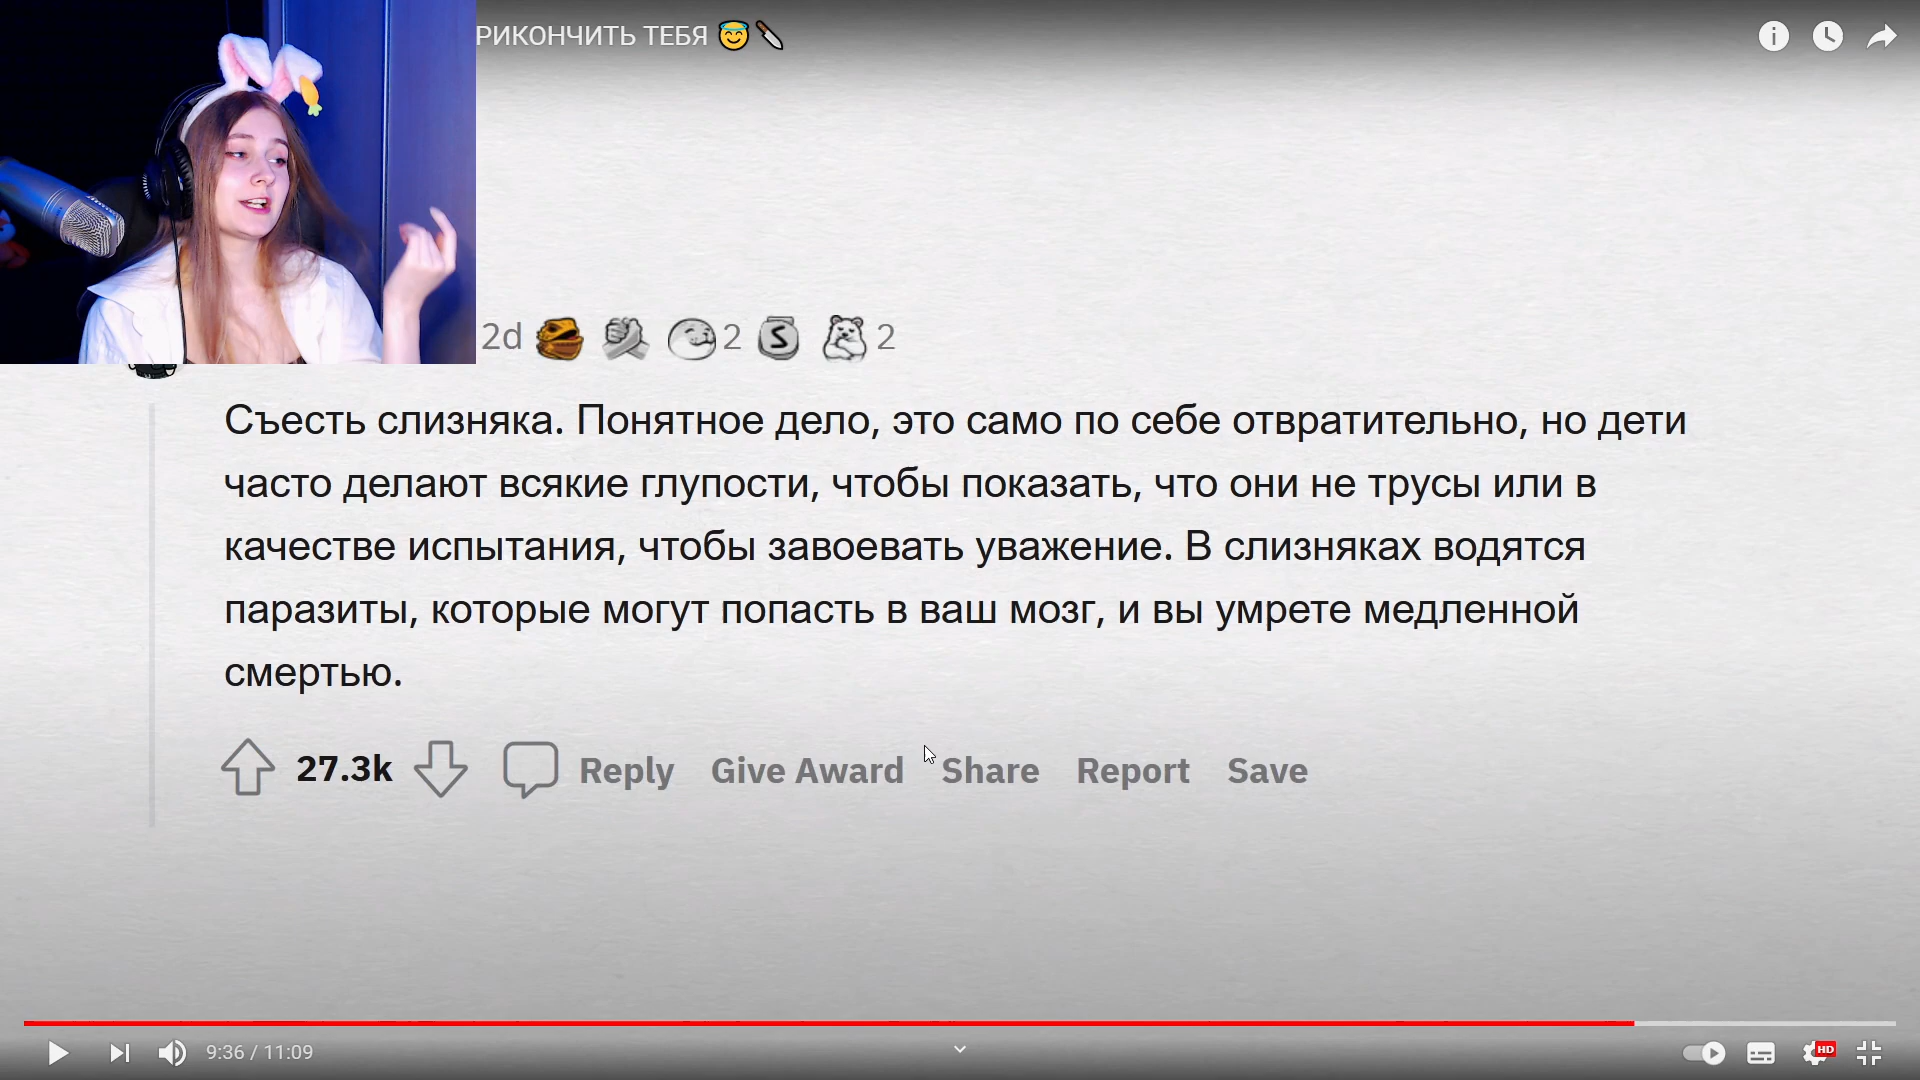 РИКОНЧИТЬ ТЕБЯ 😇🔪
2d 2 S 2
Съесть слизняка. Понятное дело, это само по себе отвратительно, но дети
часто делают всякие глупости, чтобы показать, что они не трусы или в
качестве испытания, чтобы завоевать уважение. В слизняках водятся
паразиты, которые могут попасть в ваш мозг, и вы умрете медленной
смертью.
27.3k Reply Give Award Share Report Save
9:36 / 11:09 HD